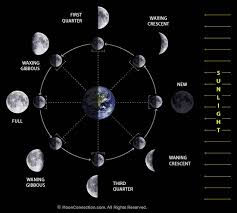 FIRST
QUARTER
WAXING
CRESCENT
WAXING
GIBBOUS
NEW
SUNLIGHT
FULL
WANING
GIBBOUS
WANING
CRESCENT
THIRD
QUARTER
© MoonConnection.com. All Rights Reserved.